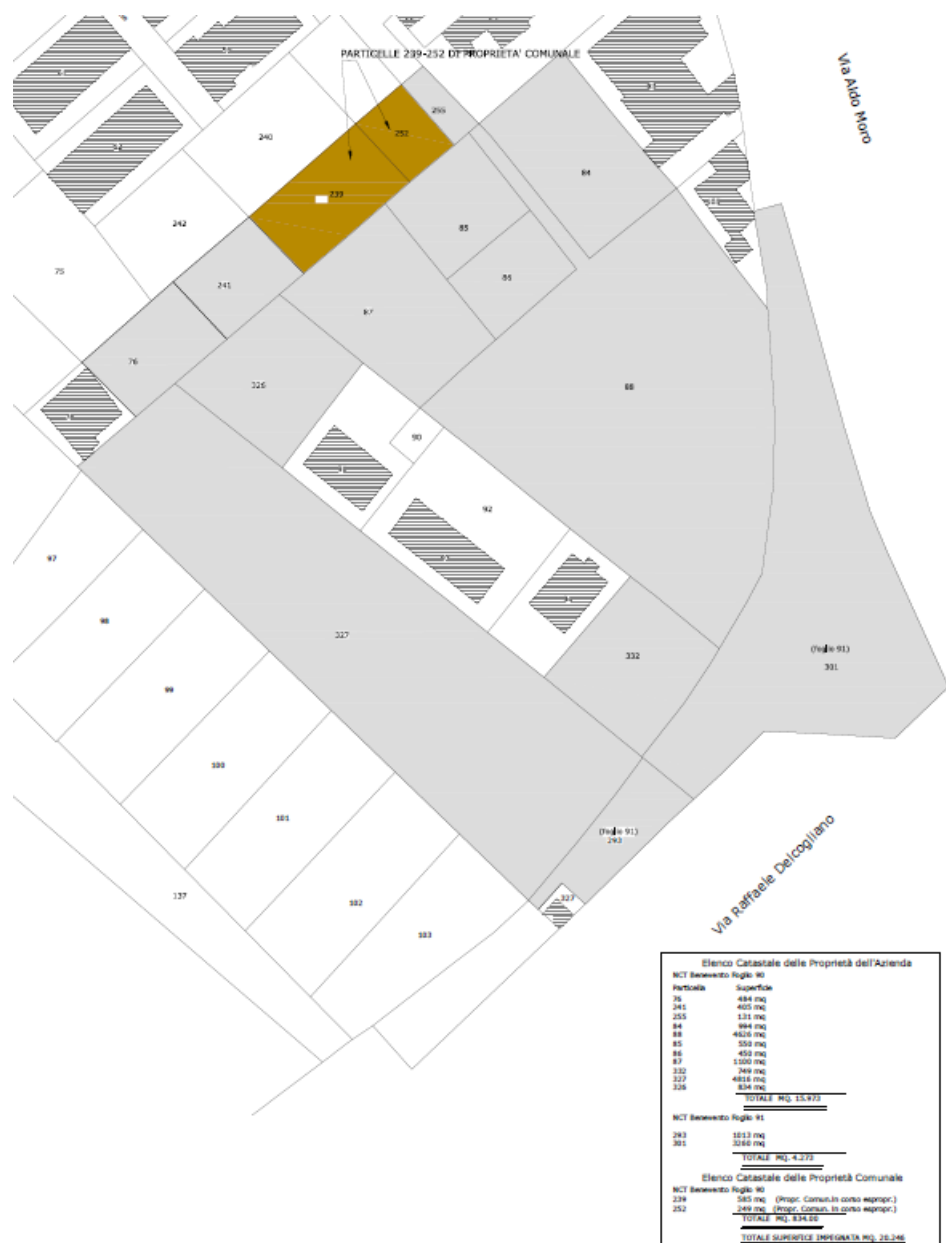 PARTICELLE 239-252 DI PROPRIETA' COMUNALE
Via Aldo Moro
255
252
240
84
239
242
85
75
86
241
87
76
326
88
90
92
97
98
327
332
(foglio 91)
301
99
100
101
(foglio 91)
293
137
102
327
103
Via Raffaele Delcogliano
Elenco Catastale delle Proprietà dell'Azienda
NCT Benevento Foglio 90
Particella Superficie
76 484 mq
241 405 mq
255 131 mq
84 994 mq
88 4626 mq
85 550 mq
86 450 mq
87 1100 mq
332 749 mq
327 4816 mq
326 834 mq
TOTALE MQ. 15.973
NCT Benevento Foglio 91
293 1013 mq
301 3260 mq
TOTALE MQ. 4.273
Elenco Catastale delle Proprietà Comunale
NCT Benevento Foglio 90
239 585 mq (Propr. Comun.in corso espropr.)
252 249 mq (Propr. Comun. in corso espropr.)
TOTALE MQ. 834.00
TOTALE SUPERFICE IMPEGNATA MQ. 20.246